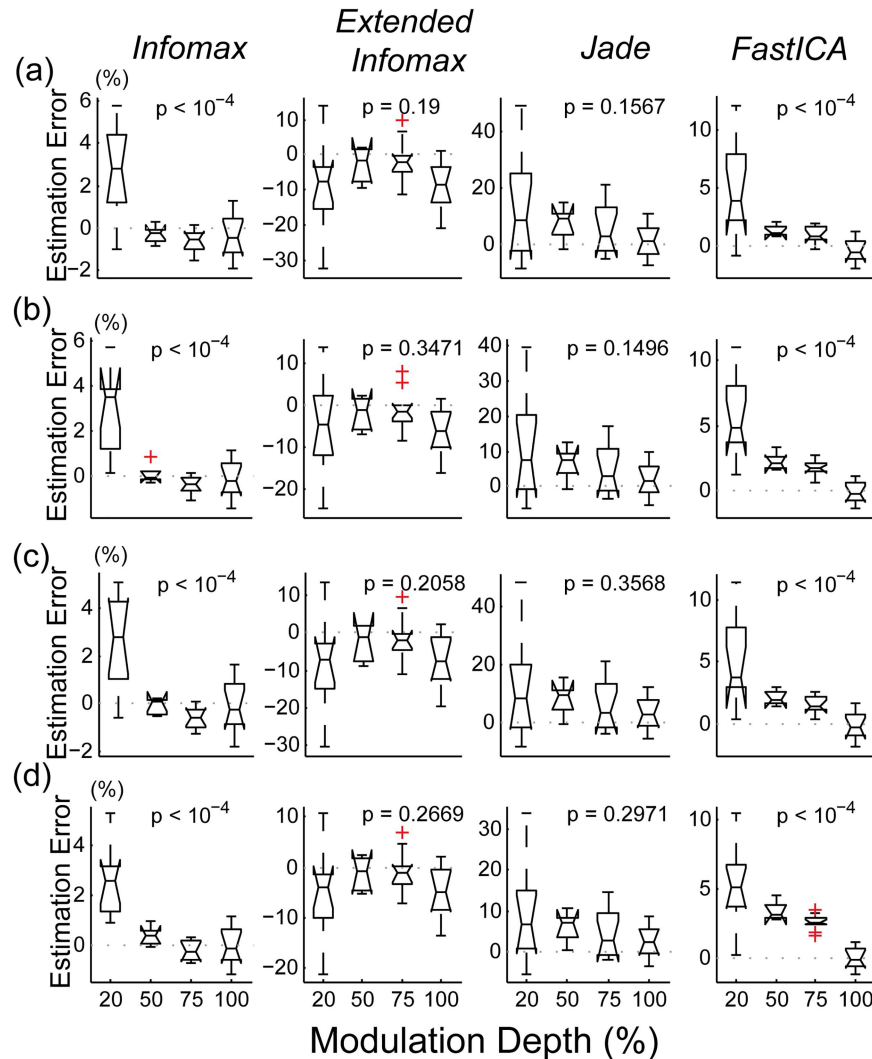 Infomax
Extended
Infomax
Jade
FastICA
(a)
(%)
Estimation Error
6
4
2
0
−2
p < 10−4
10
0
−10
−20
−30
p = 0.19
40
20
0
p = 0.1567
10
5
0
p < 10−4
(b)
(%)
Estimation Error
6
4
2
0
p < 10−4
10
0
−10
−20
p = 0.3471
40
30
20
10
0
p = 0.1496
10
5
0
p < 10−4
(c)
(%)
Estimation Error
4
2
0
−2
p < 10−4
10
0
−10
−20
−30
p = 0.2058
40
20
0
p = 0.3568
10
5
0
p < 10−4
(d)
(%)
Estimation Error
4
2
0
p < 10−4
10
0
−10
−20
p = 0.2669
30
20
10
0
p = 0.2971
10
5
0
p < 10−4
20 50 75 100
20 50 75 100
20 50 75 100
20 50 75 100
Modulation Depth (%)